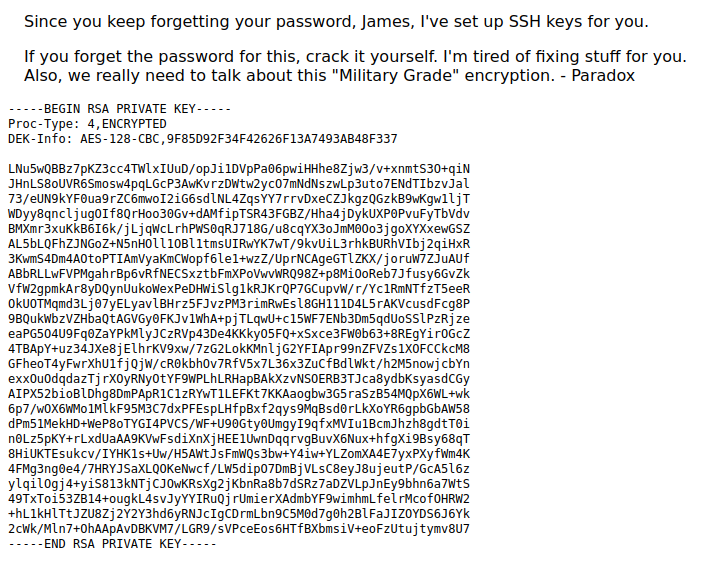 Since you keep forgetting your password, James, I've set up SSH keys for you.
If you forget the password for this, crack it yourself. I'm tired of fixing stuff for you.
Also, we really need to talk about this "Military Grade" encryption. - Paradox
-----BEGIN RSA PRIVATE KEY-----
Proc-Type: 4,ENCRYPTED
DEK-Info: AES-128-CBC,9F85D92F34F42626F13A7493AB48F337
LNu5wQBBz7pKZ3cc4TWlxIUuD/opJi1DVpPa06pwiHHhe8Zjw3/v+xnmtS3O+qiN
JHnLS8oUVR6Smosw4pqLGcP3AwKvrzDWtw2ycO7mNdNszwLp3uto7ENdTIbzvJal
73/eUN9kYF0ua9rZC6mwoI2iG6sdlNL4ZqsYY7rrvDxeCZJkgzQGzkB9wKgw1ljT
WDyy8qncljugOIf8QrHoo30Gv+dAMfipTSR43FGBZ/Hha4jDykUXP0PvuFyTbVdv
BMXmr3xuKkB6I6k/jLjqWcLrhPWS0qRJ718G/u8cqYX3oJmM0Oo3jgoXYXxewGSZ
AL5bLQFhZJNGoZ+N5nHOll1OBl1tmsUIRwYK7wT/9kvUiL3rhkBURhVIbj2qiHxR
3KwmS4Dm4AOtoPTIAmVyaKmCWopf6le1+wzZ/UprNCAgeGTlZKX/joruW7ZJuAUf
ABbRLLwFVPMgahrBp6vRfNECSxztbFmXPoVwvWRQ98Z+p8MiOoReb7Jfusy6GvZk
VfW2gpmkAr8yDQynUukoWexPeDHWiSlg1kRJKrQP7GCupvW/r/Yc1RmNTfzT5eeR
OkUOTMqmd3Lj07yELyavlBHrz5FJvzPM3rimRwEsl8GH111D4L5rAKVcusdFcg8P
9BQukWbzVZHbaQtAGVGy0FKJv1WhA+pjTLqwU+c15WF7ENb3Dm5qdUoSSlPzRjze
eaPG5O4U9Fq0ZaYPkMlyJCzRVp43De4KKkyO5FQ+xSxce3FW0b63+8REgYirOGcZ
4TBApY+uz34JXe8jElhrKV9xw/7zG2LokKMnljG2YFIApr99nZFVZs1XOFCCkcM8
GFheoT4yFwrXhU1fjQjW/cR0kbhOv7RfV5x7L36x3ZuCfBdlWkt/h2M5nowjcbYn
exxOuOdqdazTjrXOyRNyOtYF9WPLhLRHapBAkXzvNSOERB3TJca8ydbKsyasdCGy
AIPX52bioBlDhg8DmPApR1C1zRYwT1LEFKt7KKAaogbw3G5raSzB54MQpX6WL+wk
6p7/wOX6WMo1MlkF95M3C7dxPFEspLHfpBxf2qys9MqBsd0rLkXoYR6gpbGbAW58
dPm51MekHD+WeP8oTYGI4PVCS/WF+U90Gty0UmgyI9qfxMVIu1BcmJhzh8gdtT0i
n0Lz5pKY+rLxdUaAA9KVwFsdiXnXjHEE1UwnDqqrvgBuvX6Nux+hfgXi9Bsy68qT
8HiUKTEsukcv/IYHK1s+Uw/H5AWtJsFmWQs3bw+Y4iw+YLZomXA4E7yxPXyfWm4K
4FMg3ng0e4/7HRYJSaXLQOKeNwcf/LW5dipO7DmBjVLsC8eyJ8ujeutP/GcA5l6z
ylqilOgj4+yiS813kNTjCJOwKRsXg2jKbnRa8b7dSRz7aDZVLpJnEy9bhn6a7WtS
49TxToi53ZB14+ougkL4svJyYYIRuQjrUmierXAdmbYF9wimhmLfelrMcofOHRW2
+hL1kHlTtJZU8Zj2Y2Y3hd6yRNJcIgCDrmLbn9C5M0d7g0h2BlFaJIZOYDS6J6Yk
2cWk/Mln7+OhAApAvDBKVM7/LGR9/sVPceEos6HTfBXbmsiV+eoFzUtujtymv8U7
-----END RSA PRIVATE KEY-----